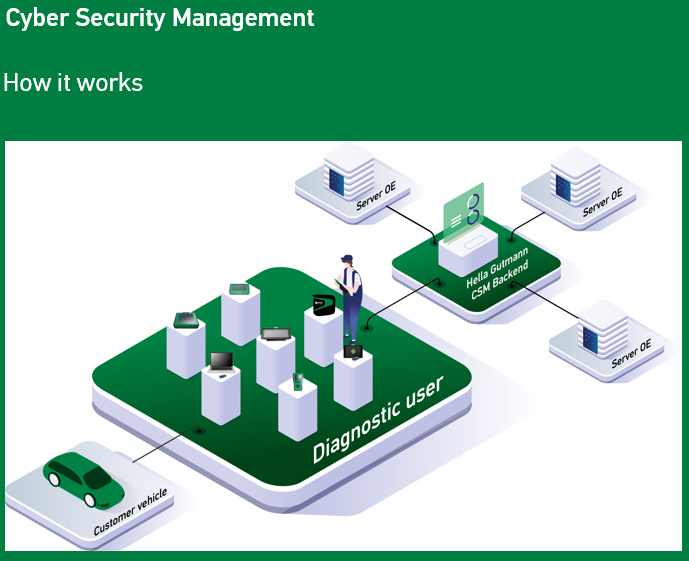 Cyber Security Management
How it works
Server OE
Server OE
Hella Gutmann
CSM Backend
Server OE
Diagnostic user
Customer vehicle